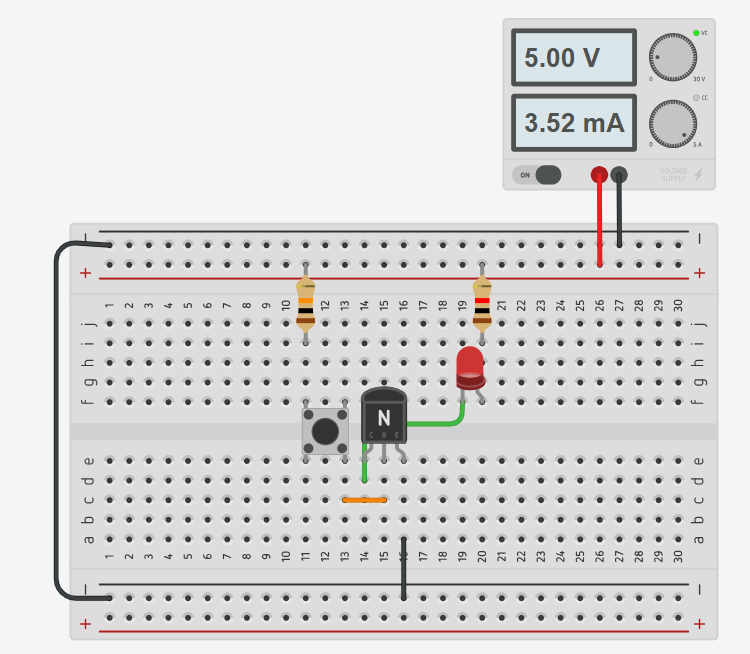 5.00 V
VC
0 30 V
3.52 mA
CC
0 5 A
ON
VOLTAGE
SUPPLY
− −
+ +
1 2 3 4 5 6 7 8 9 10 11 12 13 14 15 16 17 18 19 20 21 22 23 24 25 26 27 28 29 30
j j
i i
h h
g g
f f
N
C B E
e e
d d
c c
b b
a a
1 2 3 4 5 6 7 8 9 10 11 12 13 14 15 16 17 18 19 20 21 22 23 24 25 26 27 28 29 30
− −
+ +